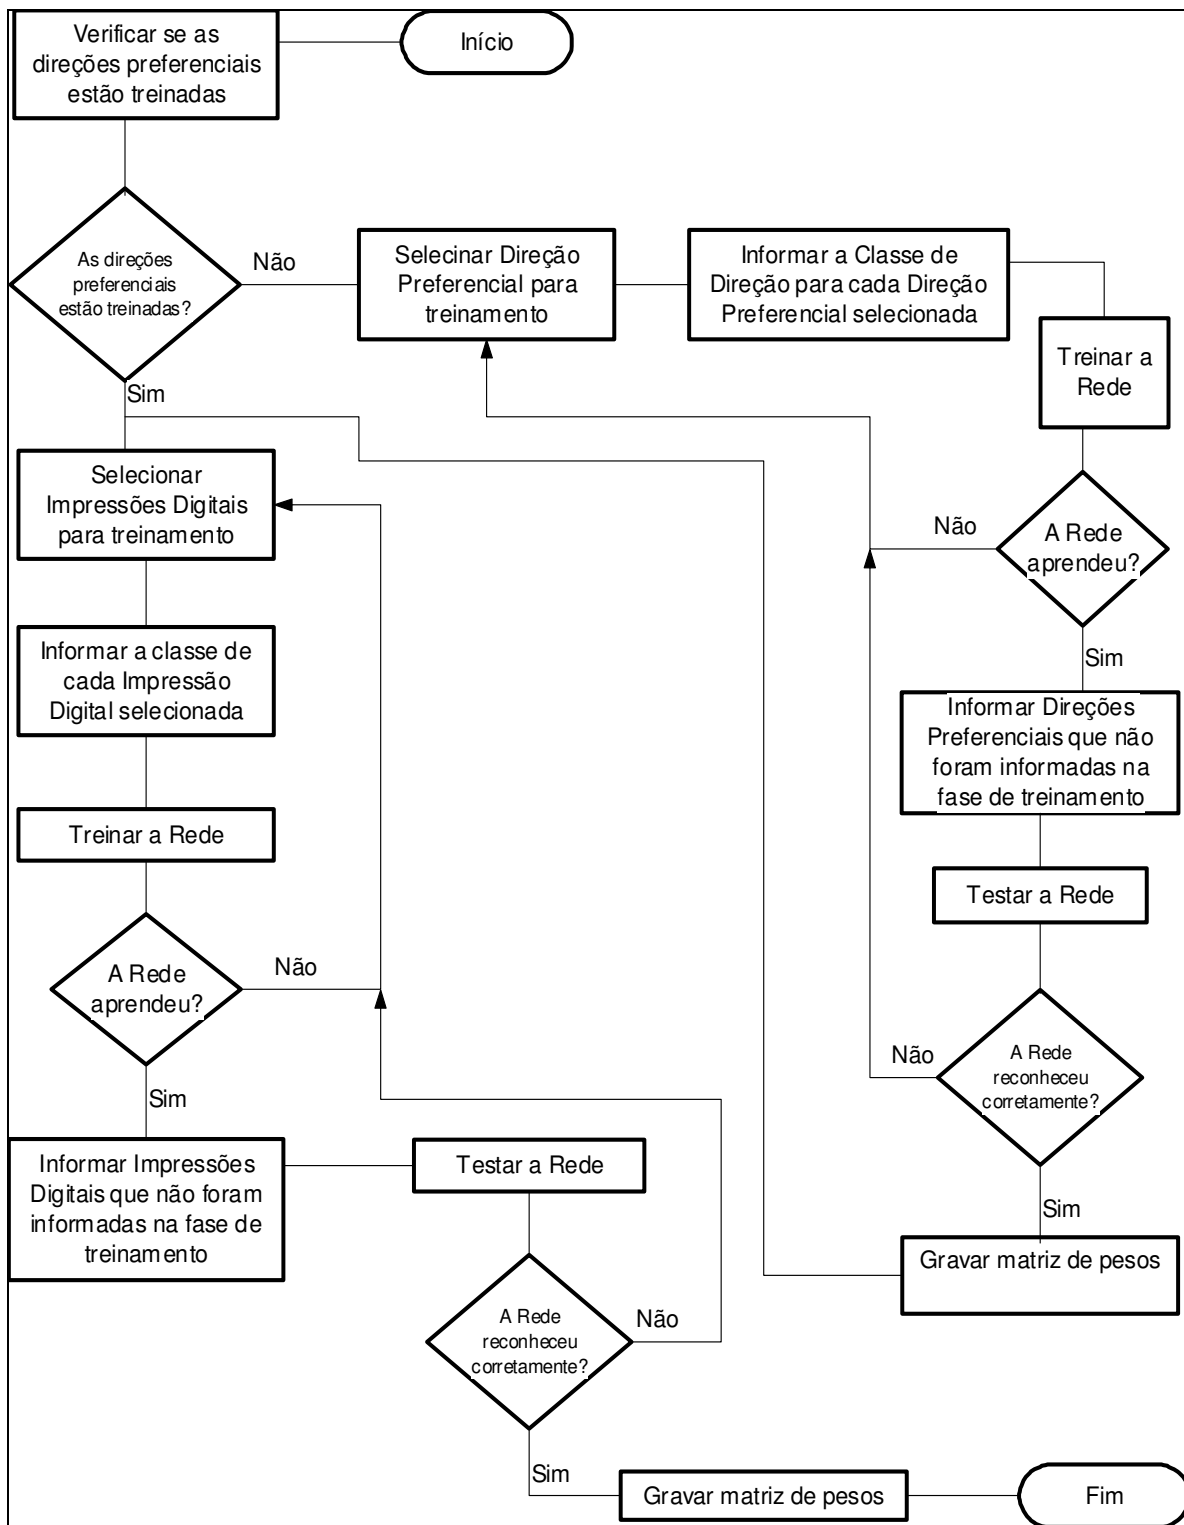 Verificar se as
direções preferenciais
estão treinadas
Início
As direções
preferenciais
estão treinadas?
Não
Selecinar Direção
Preferencial para
treinamento
Informar a Classe de
Direção para cada Direção
Preferencial selecionada
Treinar a
Rede
Sim
Selecionar
Impressões Digitais
para treinamento
Não
A Rede
aprendeu?
Sim
Informar a classe de
cada Impressão
Digital selecionada
Informar Direções
Preferenciais que não
foram informadas na
fase de treinamento
Treinar a Rede
Testar a Rede
A Rede
aprendeu?
Não
Não
A Rede
reconheceu
corretamente?
Sim
Informar Impressões
Digitais que não foram
informadas na fase de
treinamento
Testar a Rede
Sim
Gravar matriz de pesos
A Rede
reconheceu
corretamente?
Não
Sim
Gravar matriz de pesos
Fim